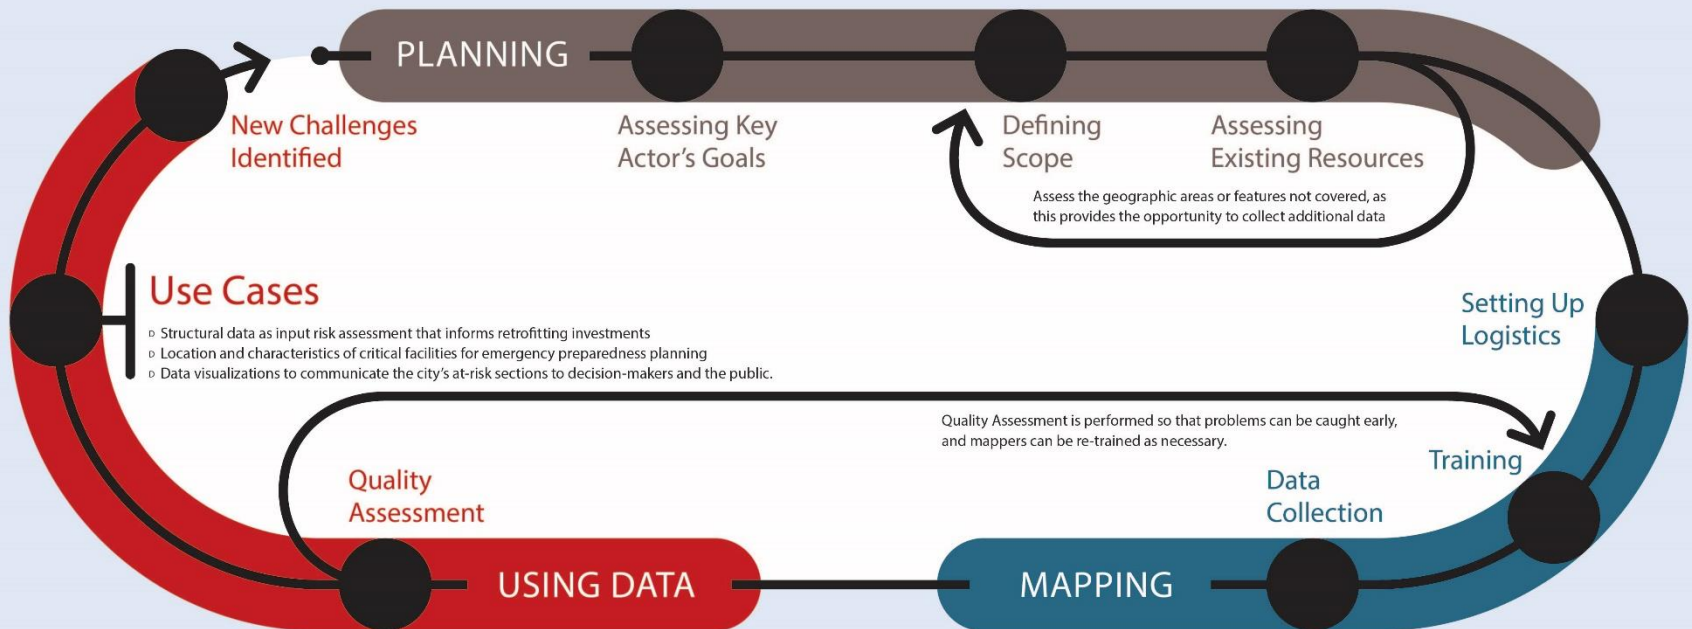 PLANNING
New Challenges
Identified
Assessing Key
Actor's Goals
Defining
Scope
Assessing
Existing Resources
Assess the geographic areas or features not covered, as
this provides the opportunity to collect additional data
Setting Up
Logistics
Use Cases
D Structural data as input risk assessment that informs retrofitting investments
D Location and characteristics of critical facilities for emergency preparedness planning
D Data visualizations to communicate the city's at-risk sections to decision-makers and the public.
Quality Assessment is performed so that problems can be caught early,
and mappers can be re-trained as necessary.
Training
Data
Collection
Quality
Assessment
USING DATA
MAPPING